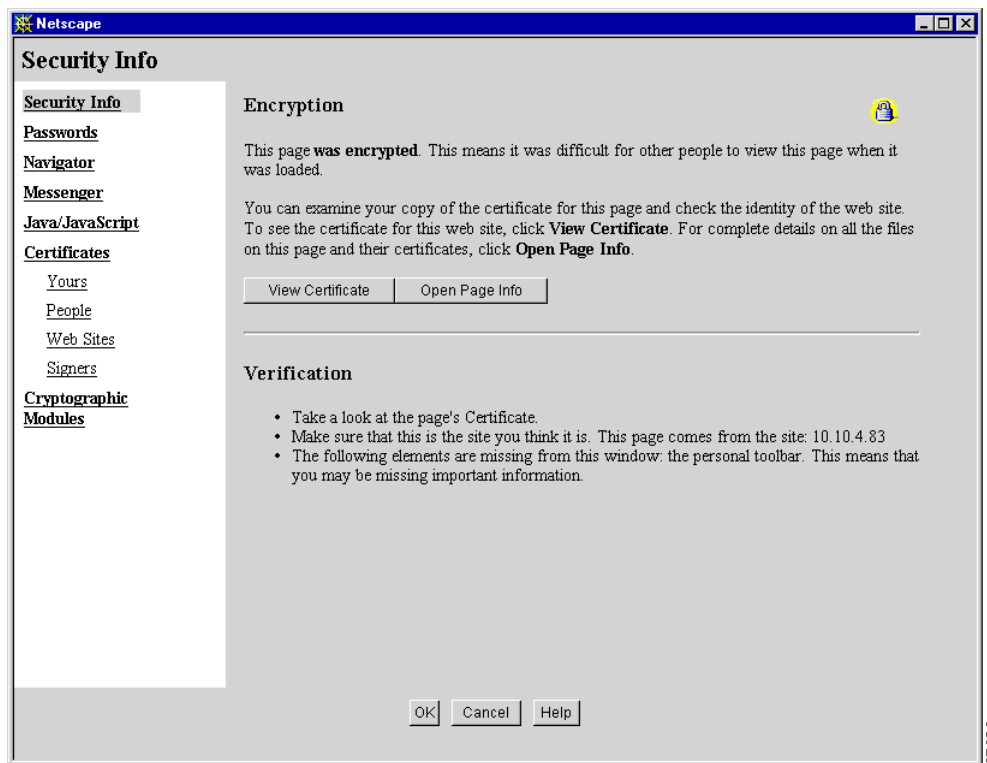 Netscape
Security Info
Security Info
Passwords
Navigator
Messenger
Java/JavaScript
Certificates
Yours
People
Web Sites
Signers
Cryptographic
Modules
Encryption
This page was encrypted. This means it was difficult for other people to view this page when it
was loaded.
You can examine your copy of the certificate for this page and check the identity of the web site.
To see the certificate for this web site, click View Certificate. For complete details on all the files
on this page and their certificates, click Open Page Info.
View Certificate
Open Page Info
Verification
• Take a look at the page's Certificate.
• Make sure that this is the site you think it is. This page comes from the site: 10.10.4.83
• The following elements are missing from this window: the personal toolbar. This means that
you may be missing important information.
OK
Cancel
Help